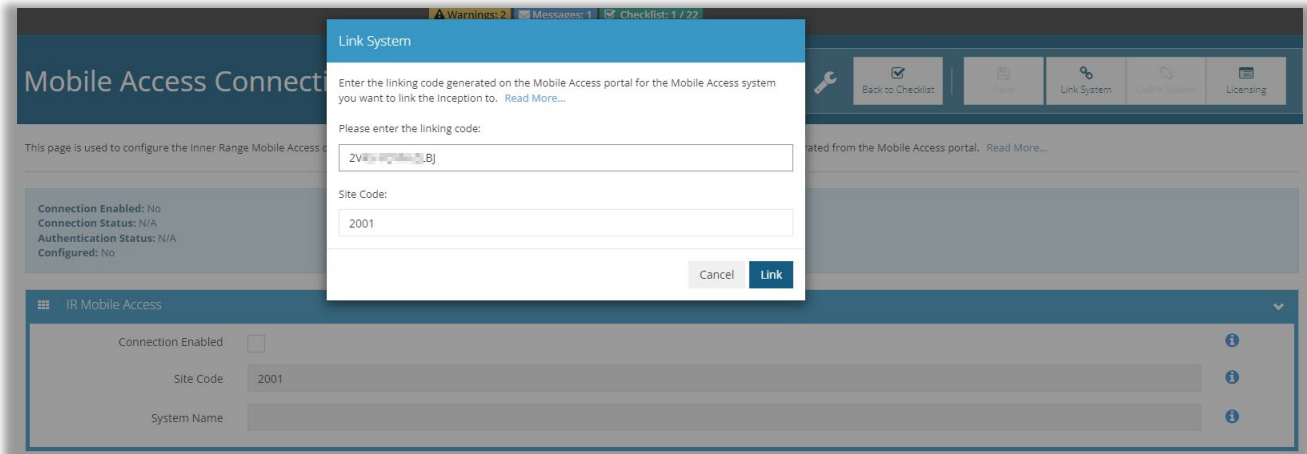 Warnings: 2 Messages: 1 Checklist: 1 / 22
Link System
Mobile Access Connecti
Back to Checklist
Save
Link System
Unlink System
Licensing
Enter the linking code generated on the Mobile Access portal for the Mobile Access system
you want to link the Inception to. Read More...
Please enter the linking code:
This page is used to configure the Inner Range Mobile Access
rated from the Mobile Access portal. Read More...
2V LBJ
Site Code:
2001
Connection Enabled: No
Connection Status: N/A
Authentication Status: N/A
Configured: No
Cancel Link
IR Mobile Access
Connection Enabled
Site Code 2001
System Name